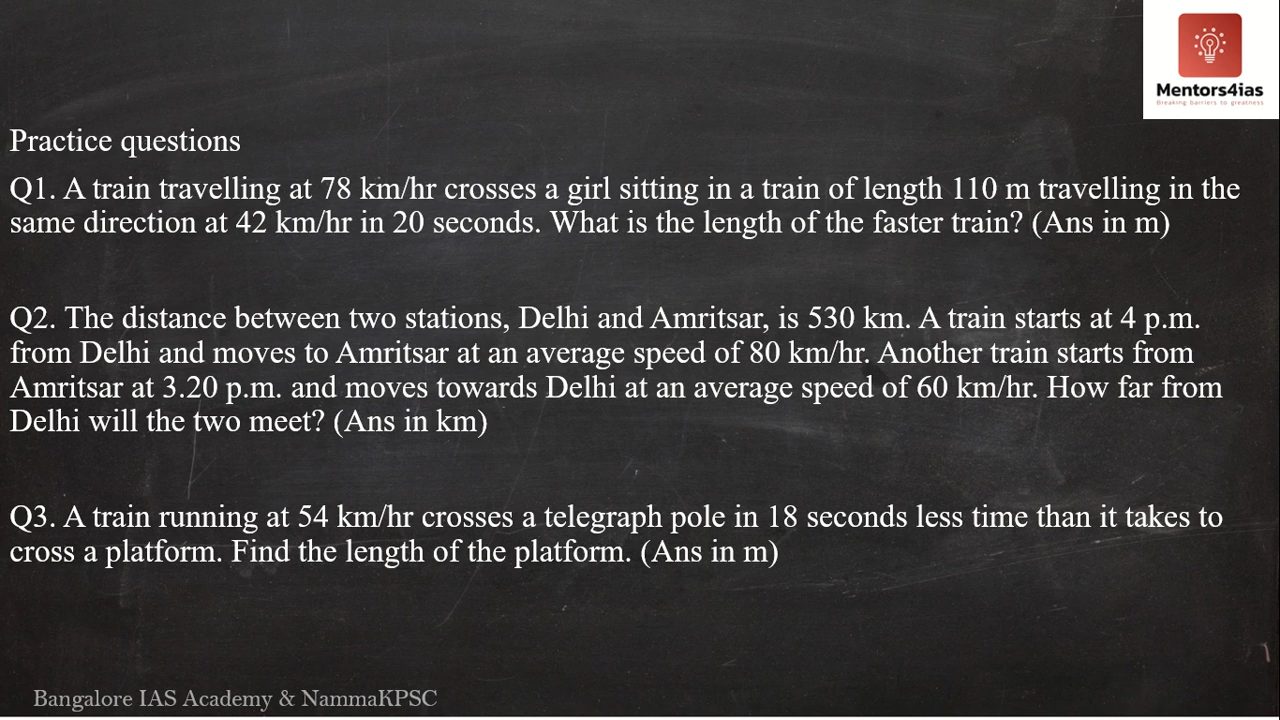 Mentors4ias
Breaking barriers to greatness
Practice questions
Q1. A train travelling at 78 km/hr crosses a girl sitting in a train of length 110 m travelling in the
same direction at 42 km/hr in 20 seconds. What is the length of the faster train? (Ans in m)
Q2. The distance between two stations, Delhi and Amritsar, is 530 km. A train starts at 4 p.m.
from Delhi and moves to Amritsar at an average speed of 80 km/hr. Another train starts from
Amritsar at 3.20 p.m. and moves towards Delhi at an average speed of 60 km/hr. How far from
Delhi will the two meet? (Ans in km)
Q3. A train running at 54 km/hr crosses a telegraph pole in 18 seconds less time than it takes to
cross a platform. Find the length of the platform. (Ans in m)
Bangalore IAS Academy & NammaKPSC